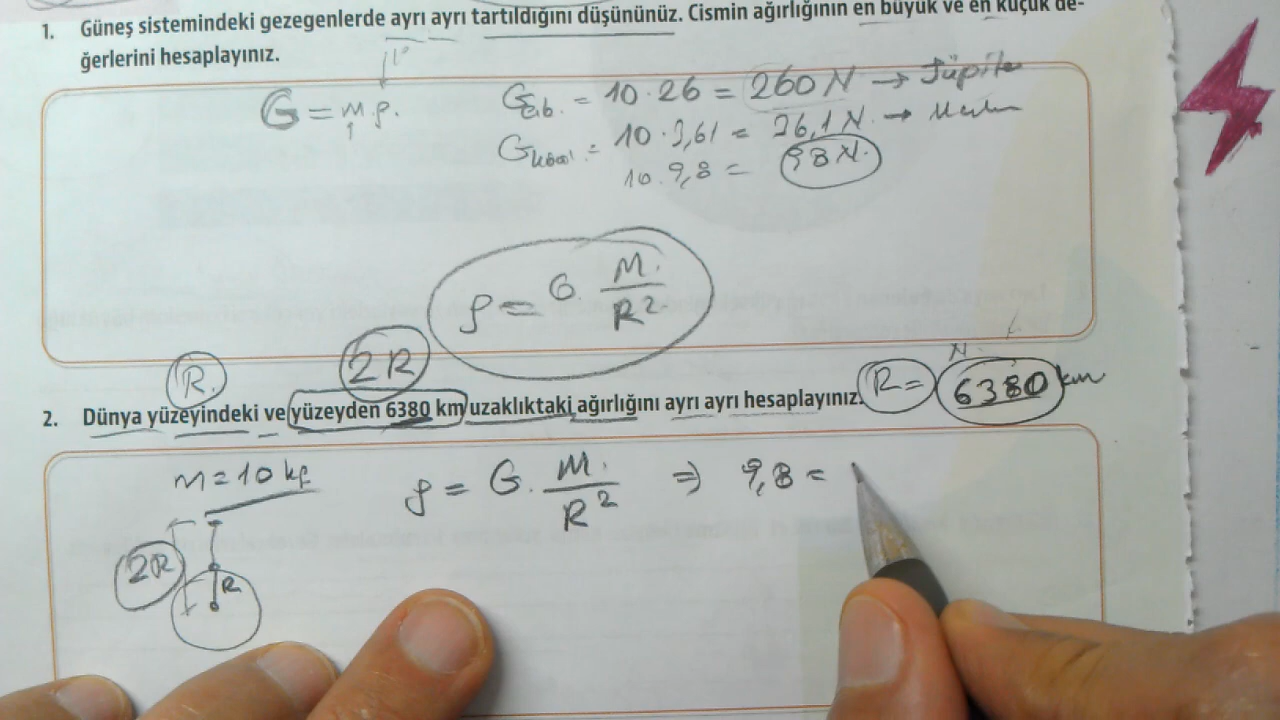 1. Güneş sistemindeki gezegenlerde ayrı ayrı tartıldığını düşününüz. Cismin ağırlığının en büyük ve en küçük de-
ğerlerini hesaplayınız.
G = m g.
G = 10 · 26 = 260 N → Jüpiter
G = 10 · 3,61 = 36,1 N. →
10. 9,8 = 98 N.
g = G. M. / R²
R.
2R
R = 6380 km
N.
2. Dünya yüzeyindeki ve yüzeyden 6380 km uzaklıktaki ağırlığını ayrı ayrı hesaplayınız.
m = 10 kg
g = G. M. / R² ⇒ 9,8 =
2R
R